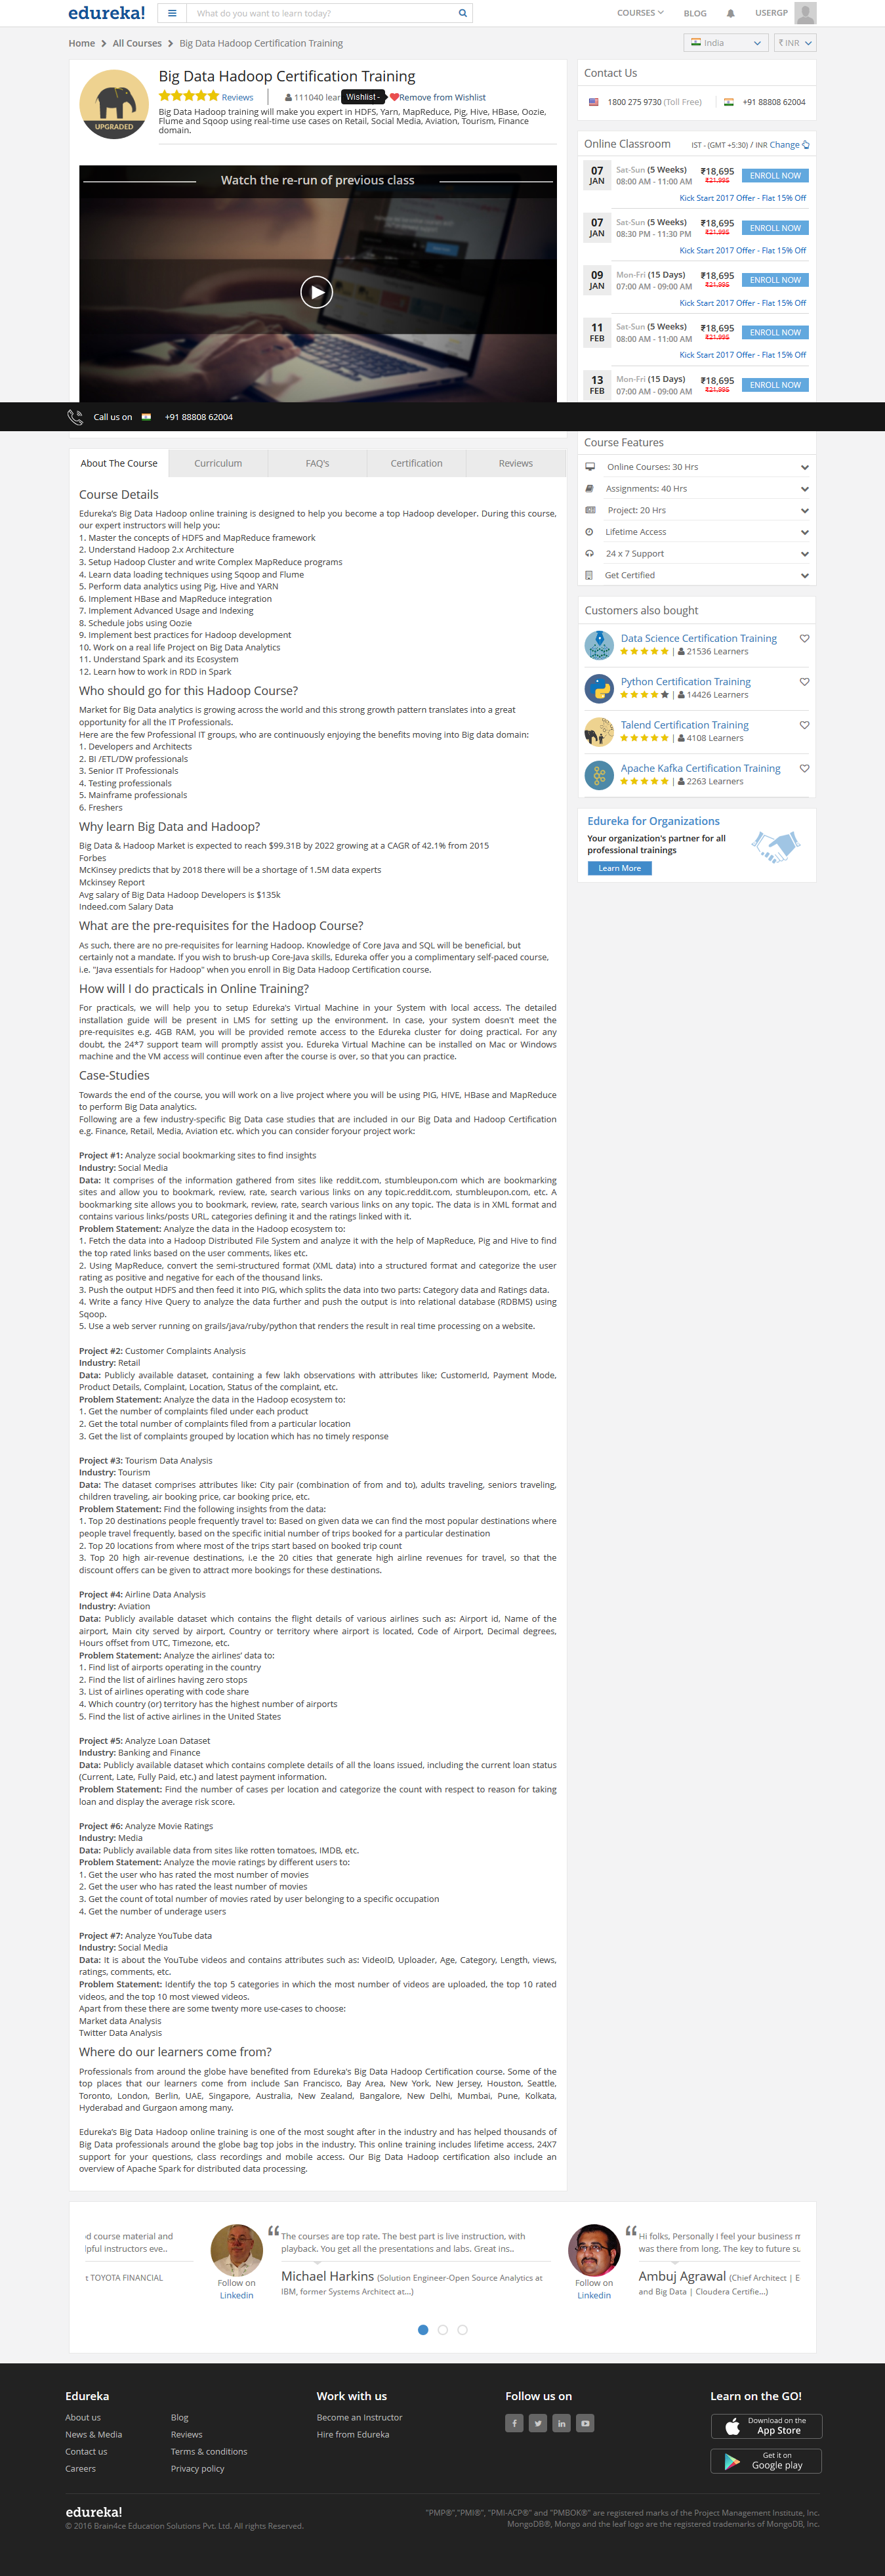 edureka!
What do you want to learn today?
COURSES
BLOG
USERGP
Home > All Courses > Big Data Hadoop Certification Training
India
₹ INR
Big Data Hadoop Certification Training
UPGRADED
Reviews
111040 lear
Wishlist -
Remove from Wishlist
Big Data Hadoop training will make you expert in HDFS, Yarn, MapReduce, Pig, Hive, HBase, Oozie,
Flume and Sqoop using real-time use cases on Retail, Social Media, Aviation, Tourism, Finance
domain.
Watch the re-run of previous class
Contact Us
1800 275 9730 (Toll Free)
+91 88808 62004
Online Classroom
IST - (GMT +5:30) / INR Change
07 JAN Sat-Sun (5 Weeks) 08:00 AM - 11:00 AM ₹18,695 ₹21,995 ENROLL NOW
Kick Start 2017 Offer - Flat 15% Off
07 JAN Sat-Sun (5 Weeks) 08:30 PM - 11:30 PM ₹18,695 ₹21,995 ENROLL NOW
Kick Start 2017 Offer - Flat 15% Off
09 JAN Mon-Fri (15 Days) 07:00 AM - 09:00 AM ₹18,695 ₹21,995 ENROLL NOW
Kick Start 2017 Offer - Flat 15% Off
11 FEB Sat-Sun (5 Weeks) 08:00 AM - 11:00 AM ₹18,695 ₹21,995 ENROLL NOW
Kick Start 2017 Offer - Flat 15% Off
13 FEB Mon-Fri (15 Days) 07:00 AM - 09:00 AM ₹18,695 ₹21,995 ENROLL NOW
Call us on
+91 88808 62004
Course Features
Online Courses: 30 Hrs
Assignments: 40 Hrs
Project: 20 Hrs
Lifetime Access
24 x 7 Support
Get Certified
Customers also bought
Data Science Certification Training
| 21536 Learners
Python Certification Training
| 14426 Learners
Talend Certification Training
| 4108 Learners
Apache Kafka Certification Training
| 2263 Learners
Edureka for Organizations
Your organization's partner for all
professional trainings
Learn More
About The Course
Curriculum
FAQ's
Certification
Reviews
Course Details
Edureka's Big Data Hadoop online training is designed to help you become a top Hadoop developer. During this course,
our expert instructors will help you:
1. Master the concepts of HDFS and MapReduce framework
2. Understand Hadoop 2.x Architecture
3. Setup Hadoop Cluster and write Complex MapReduce programs
4. Learn data loading techniques using Sqoop and Flume
5. Perform data analytics using Pig, Hive and YARN
6. Implement HBase and MapReduce integration
7. Implement Advanced Usage and Indexing
8. Schedule jobs using Oozie
9. Implement best practices for Hadoop development
10. Work on a real life Project on Big Data Analytics
11. Understand Spark and its Ecosystem
12. Learn how to work in RDD in Spark
Who should go for this Hadoop Course?
Market for Big Data analytics is growing across the world and this strong growth pattern translates into a great
opportunity for all the IT Professionals.
Here are the few Professional IT groups, who are continuously enjoying the benefits moving into Big data domain:
1. Developers and Architects
2. BI /ETL/DW professionals
3. Senior IT Professionals
4. Testing professionals
5. Mainframe professionals
6. Freshers
Why learn Big Data and Hadoop?
Big Data & Hadoop Market is expected to reach $99.31B by 2022 growing at a CAGR of 42.1% from 2015
Forbes
McKinsey predicts that by 2018 there will be a shortage of 1.5M data experts
Mckinsey Report
Avg salary of Big Data Hadoop Developers is $135k
Indeed.com Salary Data
What are the pre-requisites for the Hadoop Course?
As such, there are no pre-requisites for learning Hadoop. Knowledge of Core Java and SQL will be beneficial, but
certainly not a mandate. If you wish to brush-up Core-Java skills, Edureka offer you a complimentary self-paced course,
i.e. "Java essentials for Hadoop" when you enroll in Big Data Hadoop Certification course.
How will I do practicals in Online Training?
For practicals, we will help you to setup Edureka's Virtual Machine in your System with local access. The detailed
installation guide will be present in LMS for setting up the environment. In case, your system doesn't meet the
pre-requisites e.g. 4GB RAM, you will be provided remote access to the Edureka cluster for doing practical. For any
doubt, the 24*7 support team will promptly assist you. Edureka Virtual Machine can be installed on Mac or Windows
machine and the VM access will continue even after the course is over, so that you can practice.
Case-Studies
Towards the end of the course, you will work on a live project where you will be using PIG, HIVE, HBase and MapReduce
to perform Big Data analytics.
Following are a few industry-specific Big Data case studies that are included in our Big Data and Hadoop Certification
e.g. Finance, Retail, Media, Aviation etc. which you can consider foryour project work:
Project #1: Analyze social bookmarking sites to find insights
Industry: Social Media
Data: It comprises of the information gathered from sites like reddit.com, stumbleupon.com which are bookmarking
sites and allow you to bookmark, review, rate, search various links on any topic.reddit.com, stumbleupon.com, etc. A
bookmarking site allows you to bookmark, review, rate, search various links on any topic. The data is in XML format and
contains various links/posts URL, categories defining it and the ratings linked with it.
Problem Statement: Analyze the data in the Hadoop ecosystem to:
1. Fetch the data into a Hadoop Distributed File System and analyze it with the help of MapReduce, Pig and Hive to find
the top rated links based on the user comments, likes etc.
2. Using MapReduce, convert the semi-structured format (XML data) into a structured format and categorize the user
rating as positive and negative for each of the thousand links.
3. Push the output HDFS and then feed it into PIG, which splits the data into two parts: Category data and Ratings data.
4. Write a fancy Hive Query to analyze the data further and push the output is into relational database (RDBMS) using
Sqoop.
5. Use a web server running on grails/java/ruby/python that renders the result in real time processing on a website.
Project #2: Customer Complaints Analysis
Industry: Retail
Data: Publicly available dataset, containing a few lakh observations with attributes like; CustomerId, Payment Mode,
Product Details, Complaint, Location, Status of the complaint, etc.
Problem Statement: Analyze the data in the Hadoop ecosystem to:
1. Get the number of complaints filed under each product
2. Get the total number of complaints filed from a particular location
3. Get the list of complaints grouped by location which has no timely response
Project #3: Tourism Data Analysis
Industry: Tourism
Data: The dataset comprises attributes like: City pair (combination of from and to), adults traveling, seniors traveling,
children traveling, air booking price, car booking price, etc.
Problem Statement: Find the following insights from the data:
1. Top 20 destinations people frequently travel to: Based on given data we can find the most popular destinations where
people travel frequently, based on the specific initial number of trips booked for a particular destination
2. Top 20 locations from where most of the trips start based on booked trip count
3. Top 20 high air-revenue destinations, i.e the 20 cities that generate high airline revenues for travel, so that the
discount offers can be given to attract more bookings for these destinations.
Project #4: Airline Data Analysis
Industry: Aviation
Data: Publicly available dataset which contains the flight details of various airlines such as: Airport id, Name of the
airport, Main city served by airport, Country or territory where airport is located, Code of Airport, Decimal degrees,
Hours offset from UTC, Timezone, etc.
Problem Statement: Analyze the airlines' data to:
1. Find list of airports operating in the country
2. Find the list of airlines having zero stops
3. List of airlines operating with code share
4. Which country (or) territory has the highest number of airports
5. Find the list of active airlines in the United States
Project #5: Analyze Loan Dataset
Industry: Banking and Finance
Data: Publicly available dataset which contains complete details of all the loans issued, including the current loan status
(Current, Late, Fully Paid, etc.) and latest payment information.
Problem Statement: Find the number of cases per location and categorize the count with respect to reason for taking
loan and display the average risk score.
Project #6: Analyze Movie Ratings
Industry: Media
Data: Publicly available data from sites like rotten tomatoes, IMDB, etc.
Problem Statement: Analyze the movie ratings by different users to:
1. Get the user who has rated the most number of movies
2. Get the user who has rated the least number of movies
3. Get the count of total number of movies rated by user belonging to a specific occupation
4. Get the number of underage users
Project #7: Analyze YouTube data
Industry: Social Media
Data: It is about the YouTube videos and contains attributes such as: VideoID, Uploader, Age, Category, Length, views,
ratings, comments, etc.
Problem Statement: Identify the top 5 categories in which the most number of videos are uploaded, the top 10 rated
videos, and the top 10 most viewed videos.
Apart from these there are some twenty more use-cases to choose:
Market data Analysis
Twitter Data Analysis
Where do our learners come from?
Professionals from around the globe have benefited from Edureka's Big Data Hadoop Certification course. Some of the
top places that our learners come from include San Francisco, Bay Area, New York, New Jersey, Houston, Seattle,
Toronto, London, Berlin, UAE, Singapore, Australia, New Zealand, Bangalore, New Delhi, Mumbai, Pune, Kolkata,
Hyderabad and Gurgaon among many.
Edureka's Big Data Hadoop online training is one of the most sought after in the industry and has helped thousands of
Big Data professionals around the globe bag top jobs in the industry. This online training includes lifetime access, 24X7
support for your questions, class recordings and mobile access. Our Big Data Hadoop certification also include an
overview of Apache Spark for distributed data processing.
d course material and
lpful instructors eve..
t TOYOTA FINANCIAL
Follow on
Linkedin
“ The courses are top rate. The best part is live instruction, with
playback. You get all the presentations and labs. Great ins..
Michael Harkins (Solution Engineer-Open Source Analytics at
IBM, former Systems Architect at...)
Follow on
Linkedin
“ Hi folks, Personally I feel your business m
was there from long. The key to future su
Ambuj Agrawal (Chief Architect | E
and Big Data | Cloudera Certifie...)
Edureka
About us
News & Media
Contact us
Careers
Blog
Reviews
Terms & conditions
Privacy policy
Work with us
Become an Instructor
Hire from Edureka
Follow us on
Learn on the GO!
Download on the
App Store
Get it on
Google play
edureka!
© 2016 Brain4ce Education Solutions Pvt. Ltd. All rights Reserved.
"PMP®","PMI®", "PMI-ACP®" and "PMBOK®" are registered marks of the Project Management Institute, Inc.
MongoDB®, Mongo and the leaf logo are the registered trademarks of MongoDB, Inc.